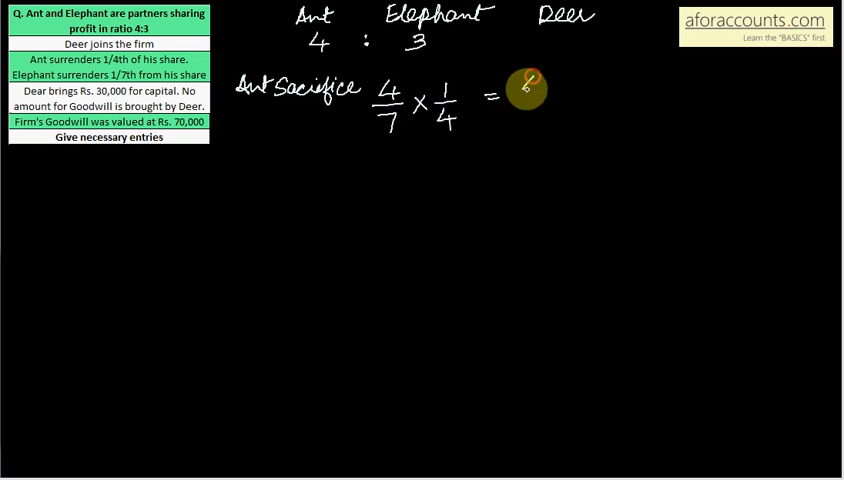 Q. Ant and Elephant are partners sharing
profit in ratio 4:3
Deer joins the firm
Ant surrenders 1/4th of his share.
Elephant surrenders 1/7th from his share
Dear brings Rs. 30,000 for capital. No
amount for Goodwill is brought by Deer.
Firm's Goodwill was valued at Rs. 70,000
Give necessary entries
Ant Elephant Deer
4 : 3
Ant Sacrifice 4/7 × 1/4 =
aforaccounts.com
Learn the "BASICS" first